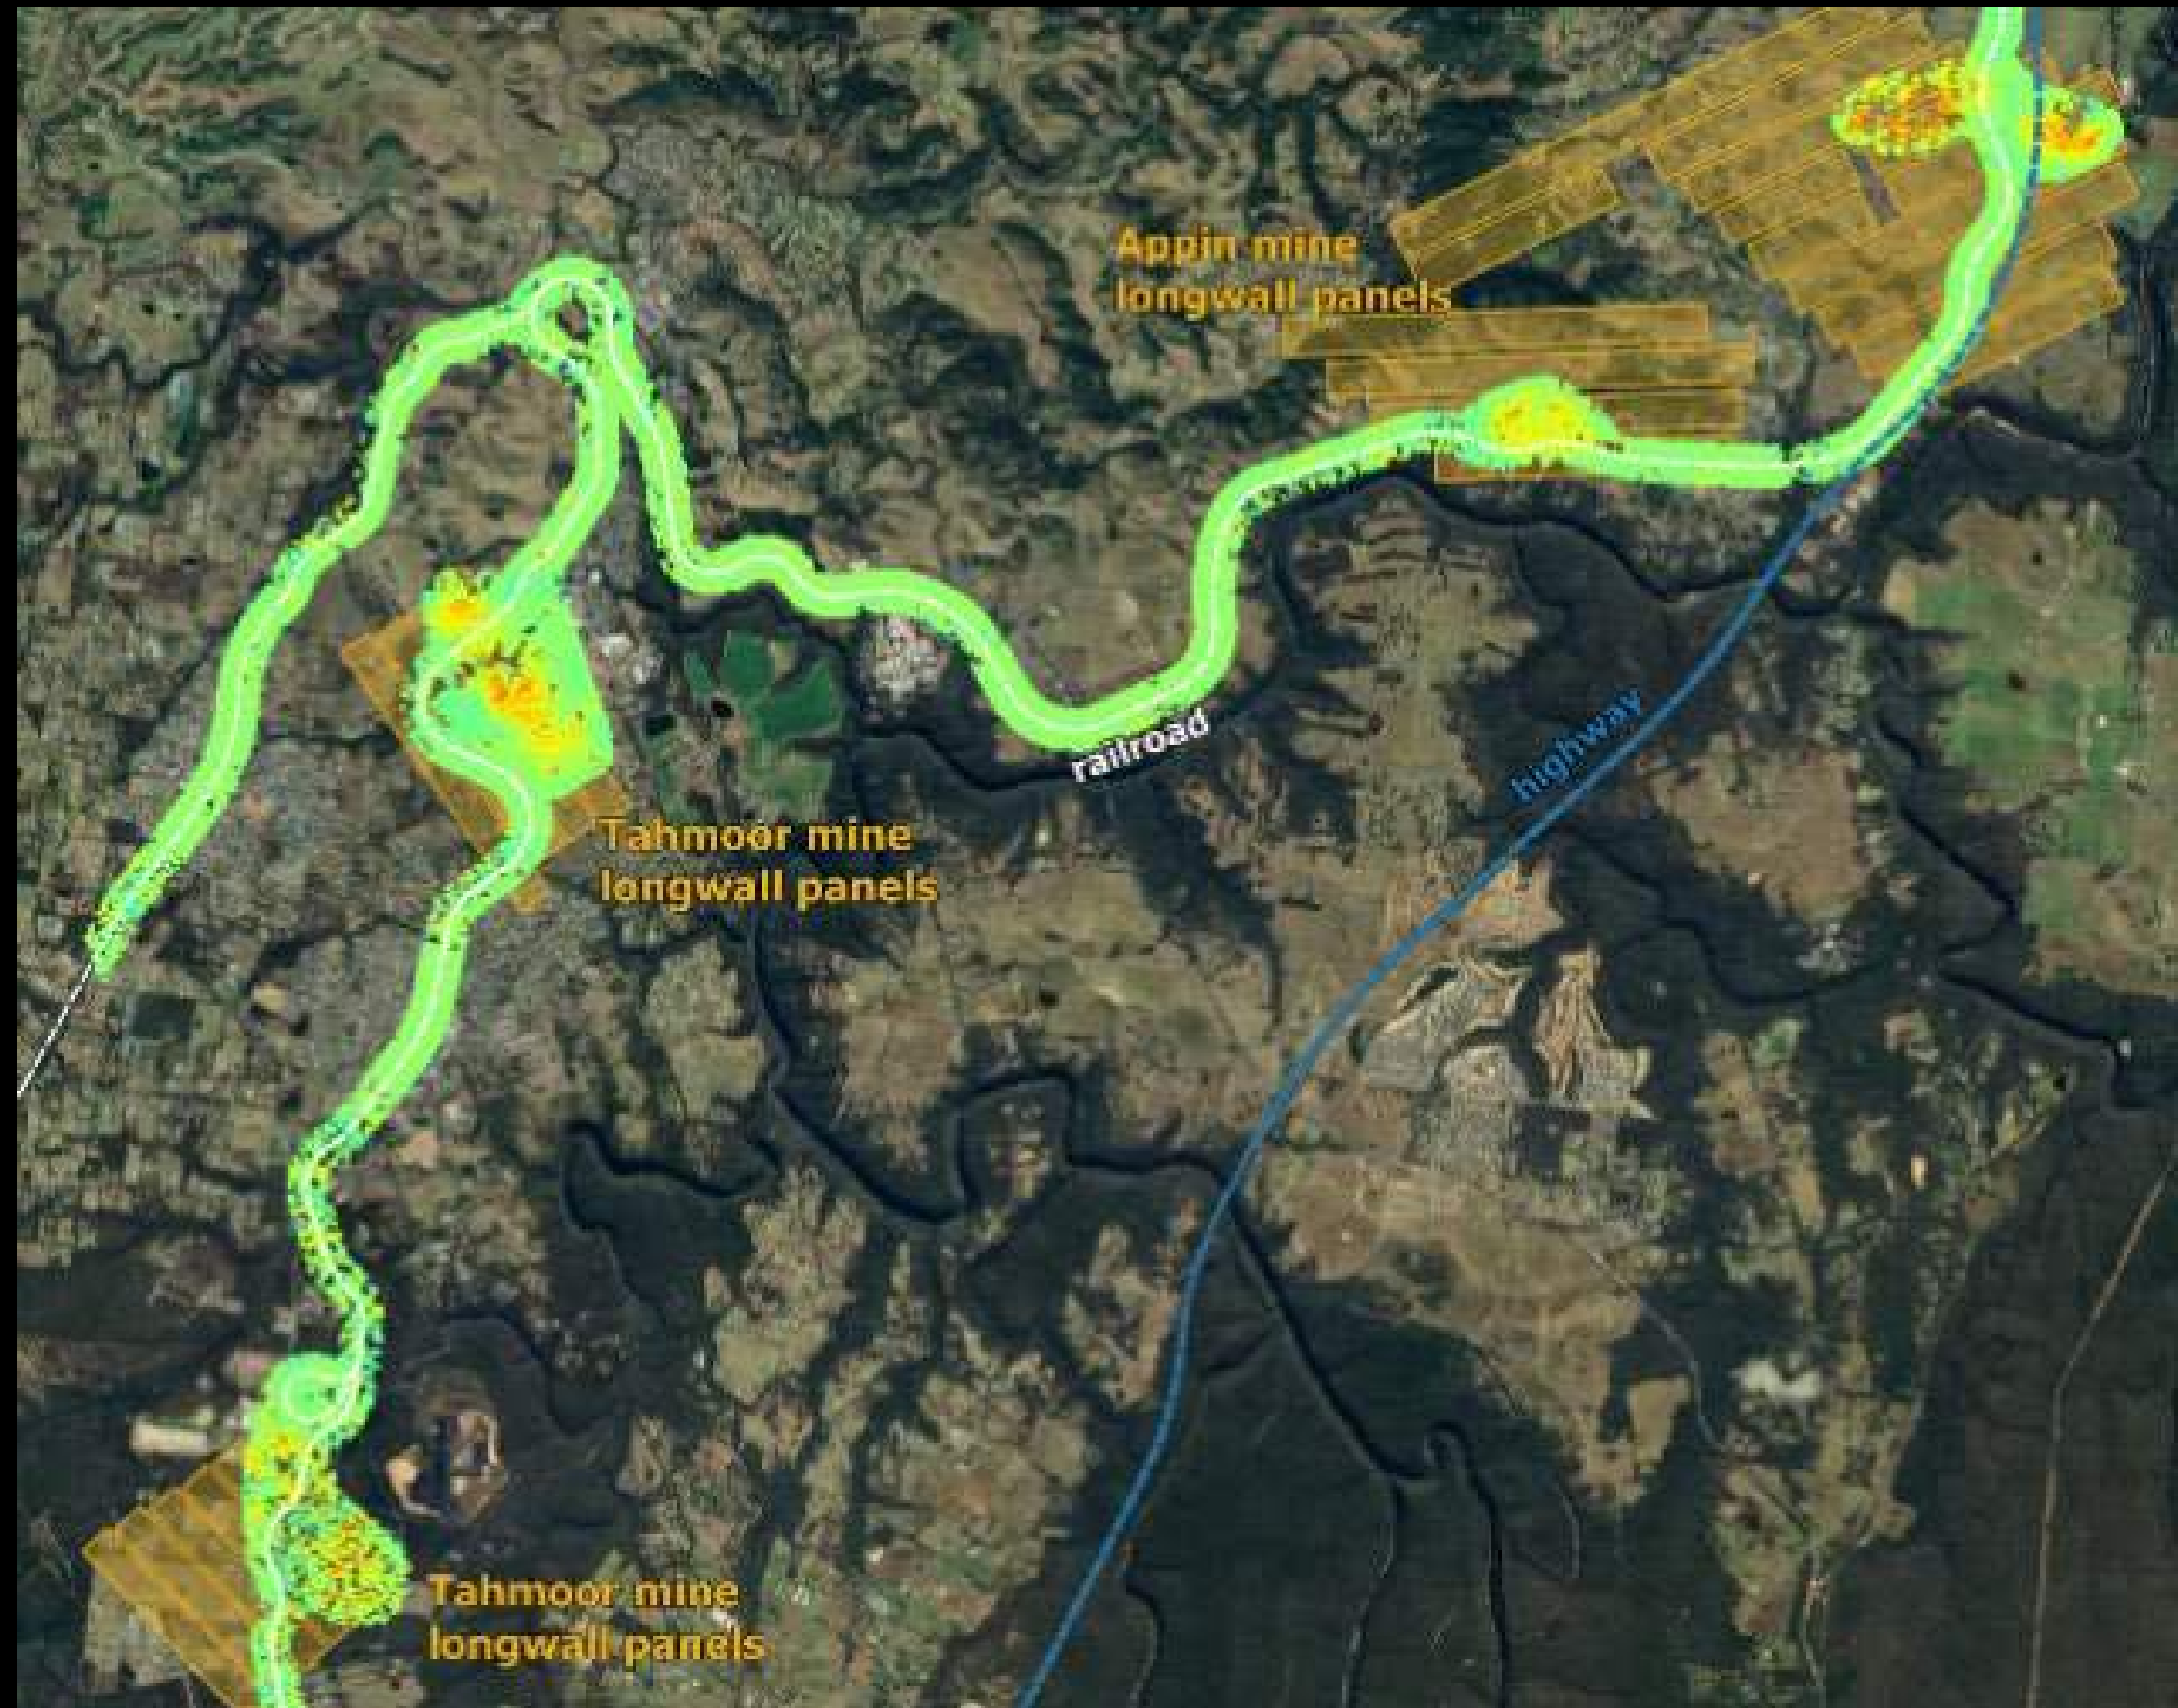 Appin mine
longwall panels
railroad
highway
Tahmoor mine
longwall panels
Tahmoor mine
longwall panels